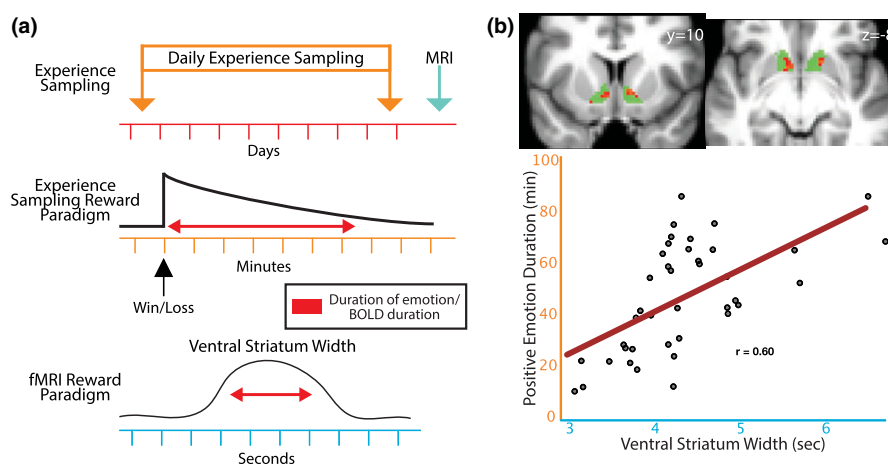 (a)
Experience
Sampling
Daily Experience Sampling
MRI
Days
Experience
Sampling Reward
Paradigm
Minutes
Win/Loss
Duration of emotion/
BOLD duration
Ventral Striatum Width
fMRI Reward
Paradigm
Seconds
(b)
y=10
z=-8
Positive Emotion Duration (min)
100
80
60
40
20
0
r = 0.60
3
4
5
6
Ventral Striatum Width (sec)